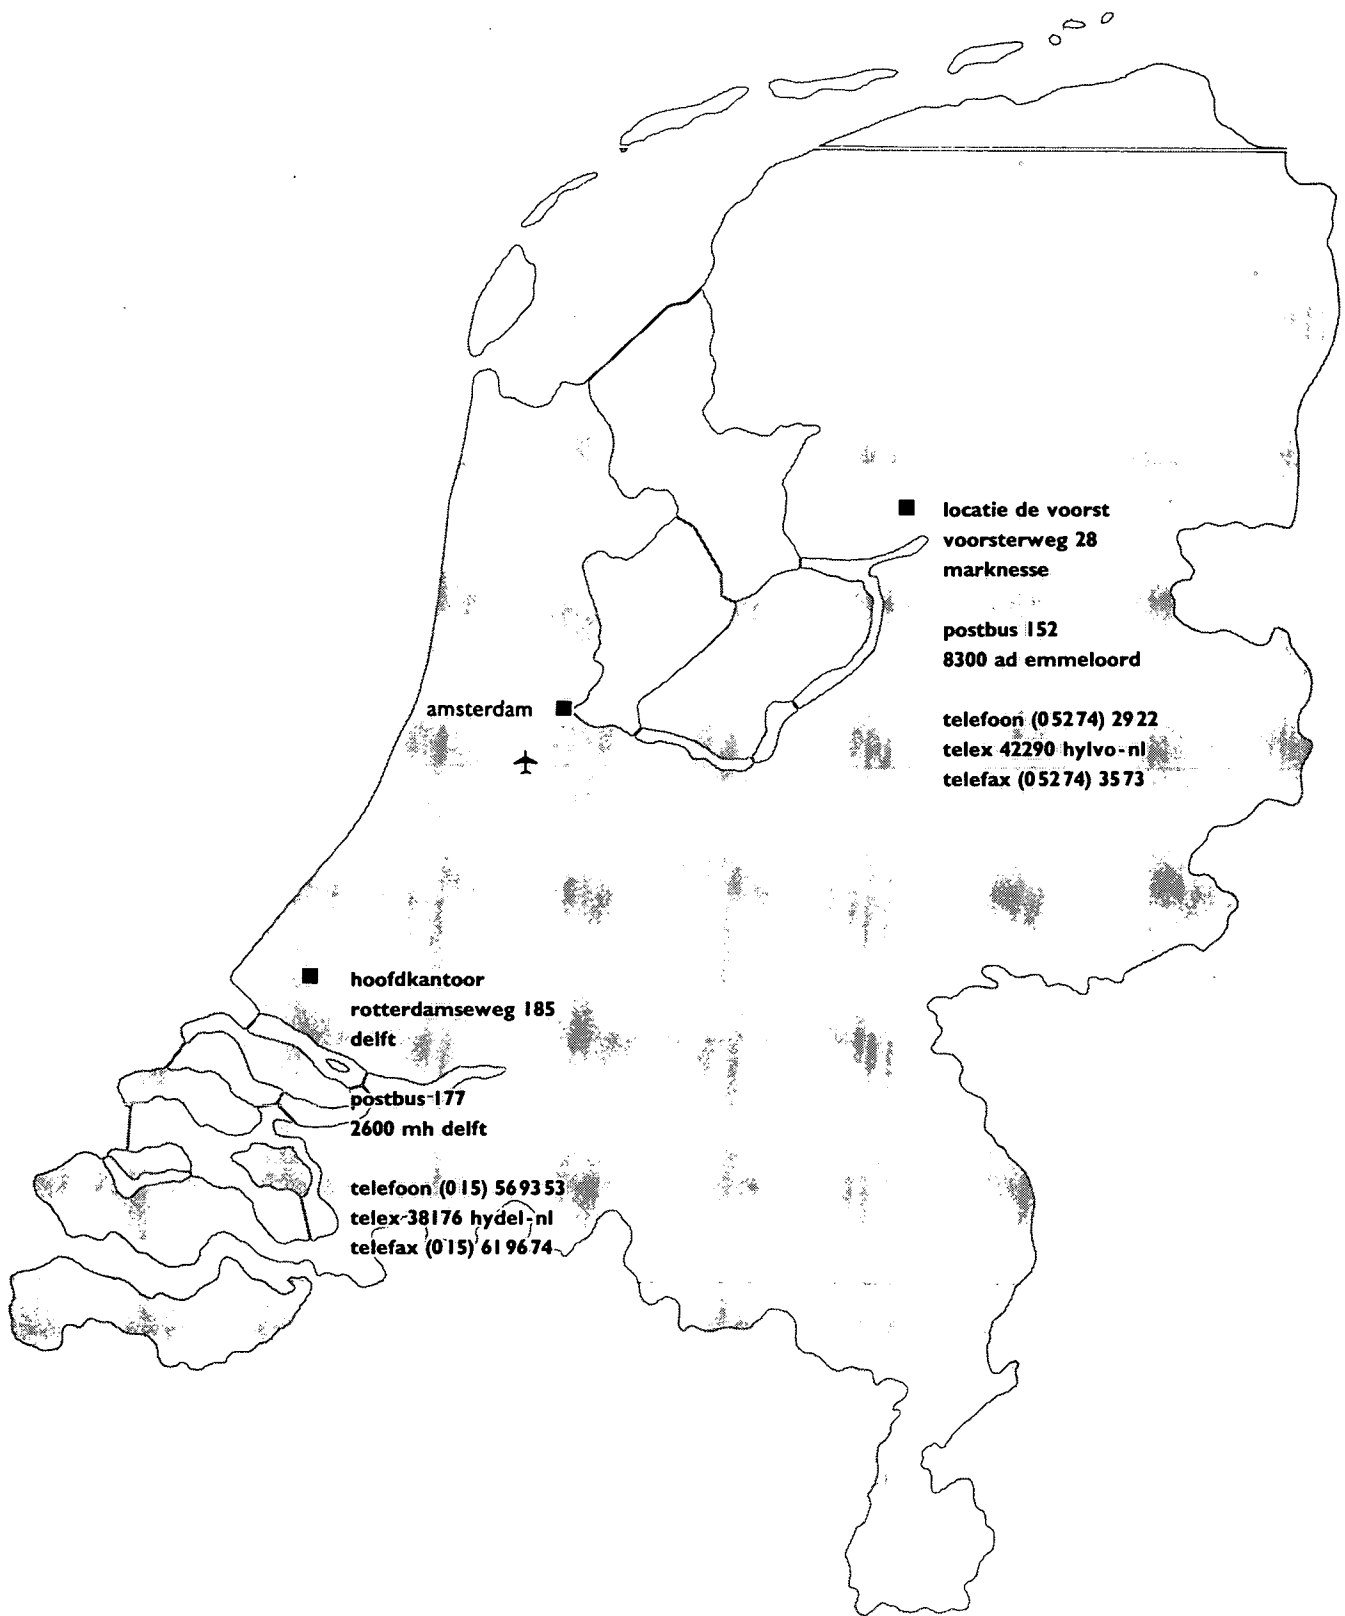 locatie de voorst
voorsterweg 28
marknesse
postbus 152
8300 ad emmeloord
amsterdam
telefoon (05274) 2922
telex 42290 hylvo-nl
telefax (05274) 3573
hoofdkantoor
rotterdamseweg 185
delft
postbus 177
2600 mh delft
telefoon (015) 569353
telex 38176 hydel-nl
telefax (015) 619674